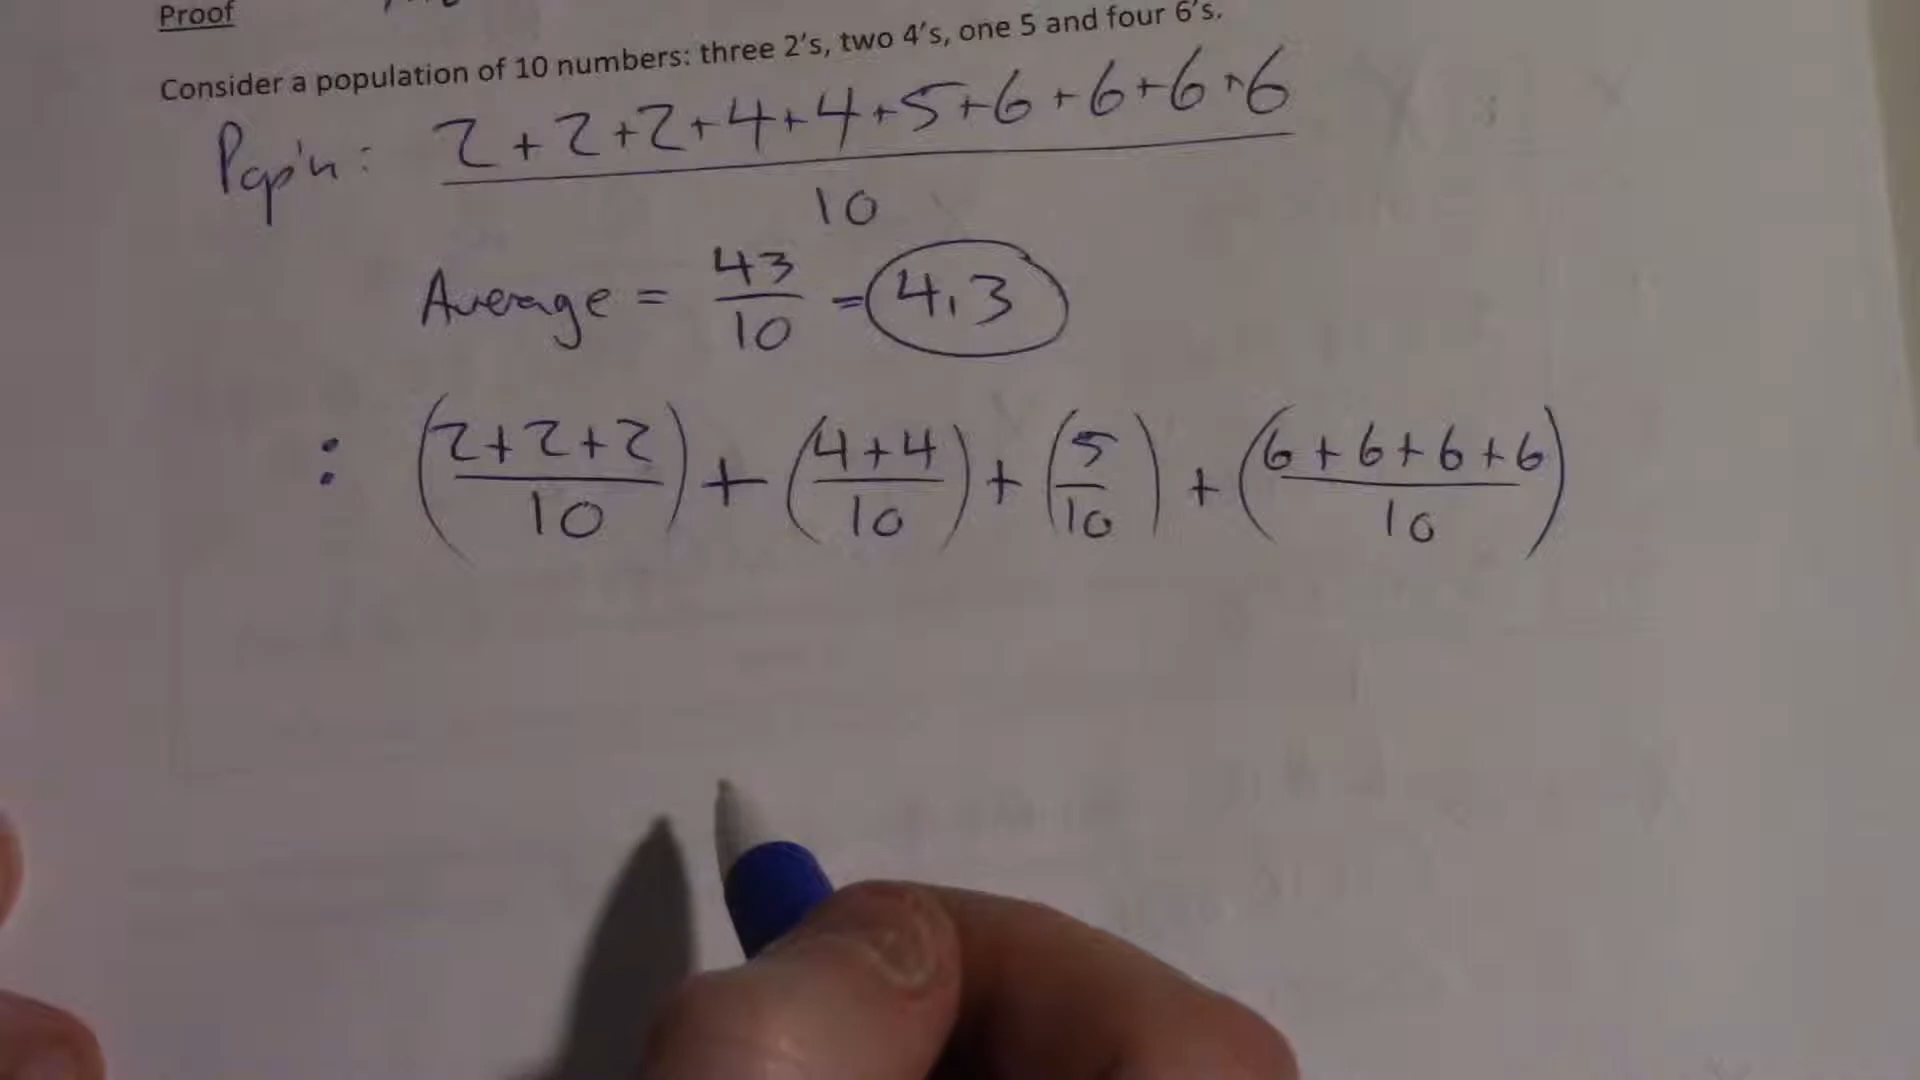 Proof
Consider a population of 10 numbers: three 2's, two 4's, one 5 and four 6's.
Pop'n: 2+2+2+4+4+5+6+6+6+6
10
Average = 43/10 = 4.3
: (2+2+2/10) + (4+4/10) + (5/10) + (6+6+6+6/10)